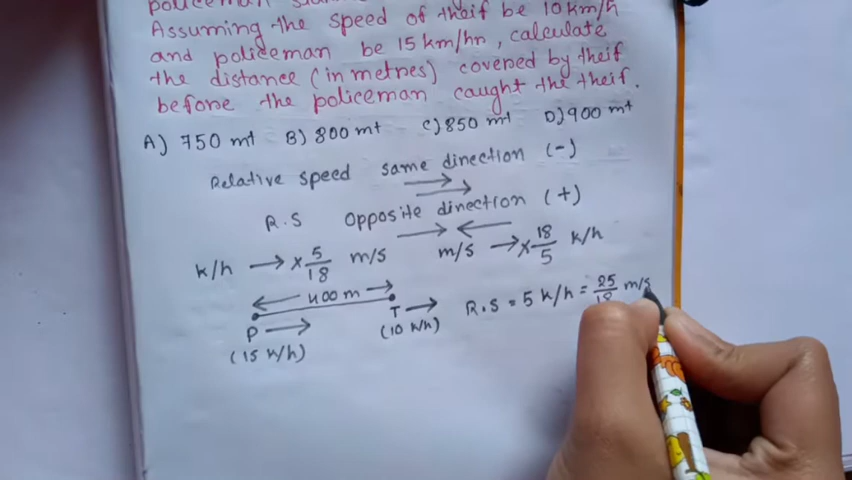 policeman
Assuming the speed of theif be 10 km/h
and policeman be 15 km/hr, calculate
the distance (in metres) covered by theif
before the policeman caught the theif.
A) 750 mt B) 800 mt C) 850 mt D) 900 mt
Relative speed same direction (-)
R.S opposite direction (+)
k/h → × 5/18 m/s m/s → × 18/5 k/h
400 m
P T R.S = 5 k/h = 25/18 m/s
(15 k/h) (10 k/h)